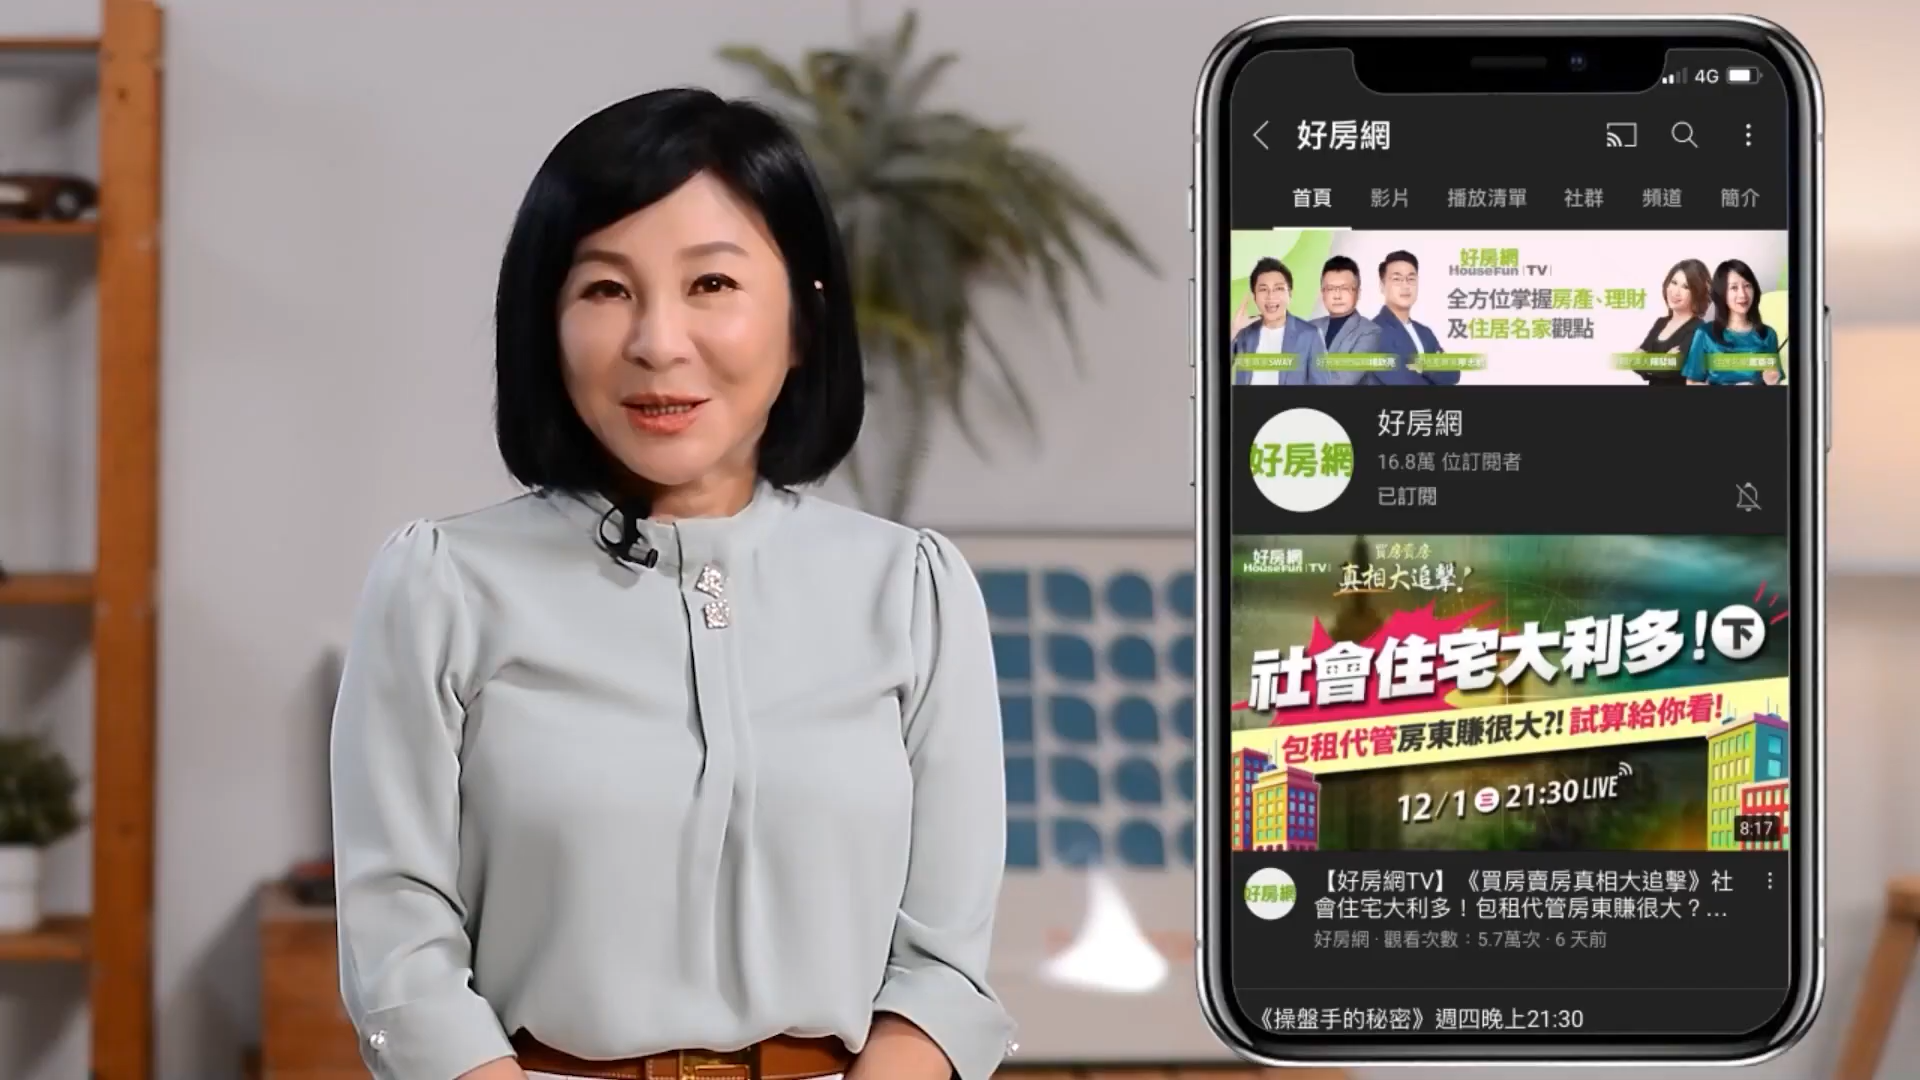 4G
好房網
首頁 影片 播放清單 社群 頻道 簡介
好房網
HouseFun|TV|
全方位掌握房產、理財
及住居名家觀點
SWAY
好房網
好房網
16.8萬 位訂閱者
已訂閱
好房網
HouseFun|TV|
買房賣房
真相大追擊!
社會住宅大利多!下
包租代管房東賺很大?!試算給你看!
12/1 三 21:30 LIVE
8:17
好房網
【好房網TV】《買房賣房真相大追擊》社
會住宅大利多！包租代管房東賺很大？...
好房網·觀看次數：5.7萬次·6 天前
《操盤手的秘密》週四晚上21:30